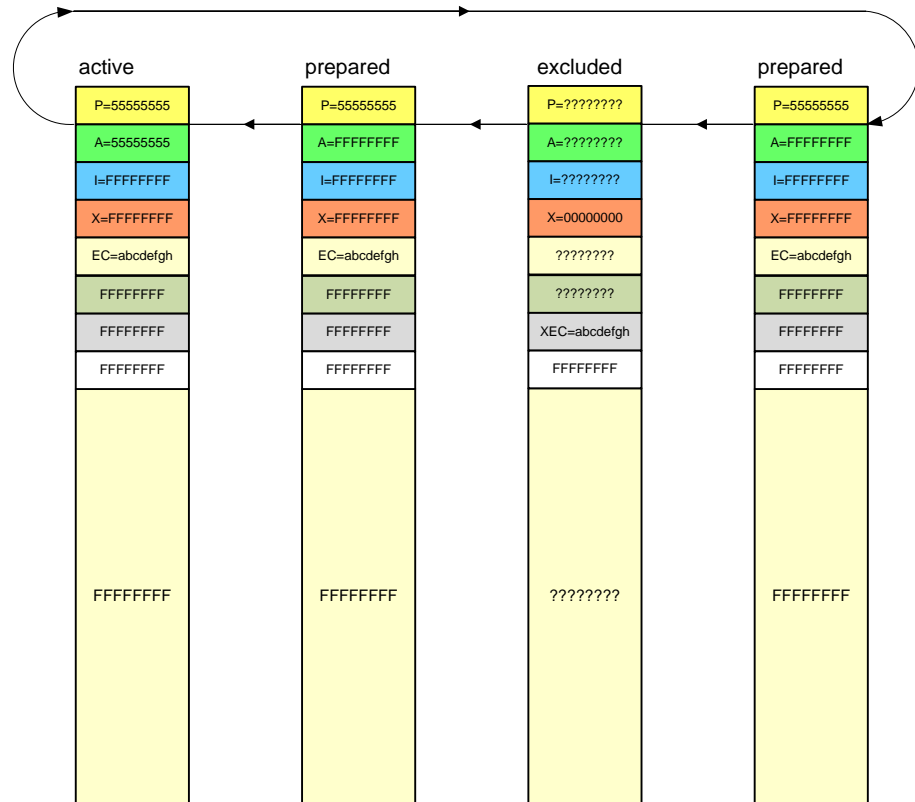 active prepared excluded prepared
P=55555555 P=55555555 P=???????? P=55555555
A=55555555 A=FFFFFFFF A=???????? A=FFFFFFFF
I=FFFFFFFF I=FFFFFFFF I=???????? I=FFFFFFFF
X=FFFFFFFF X=FFFFFFFF X=00000000 X=FFFFFFFF
EC=abcdefgh EC=abcdefgh ???????? EC=abcdefgh
FFFFFFFF FFFFFFFF ???????? FFFFFFFF
FFFFFFFF FFFFFFFF XEC=abcdefgh FFFFFFFF
FFFFFFFF FFFFFFFF FFFFFFFF FFFFFFFF
FFFFFFFF FFFFFFFF ???????? FFFFFFFF